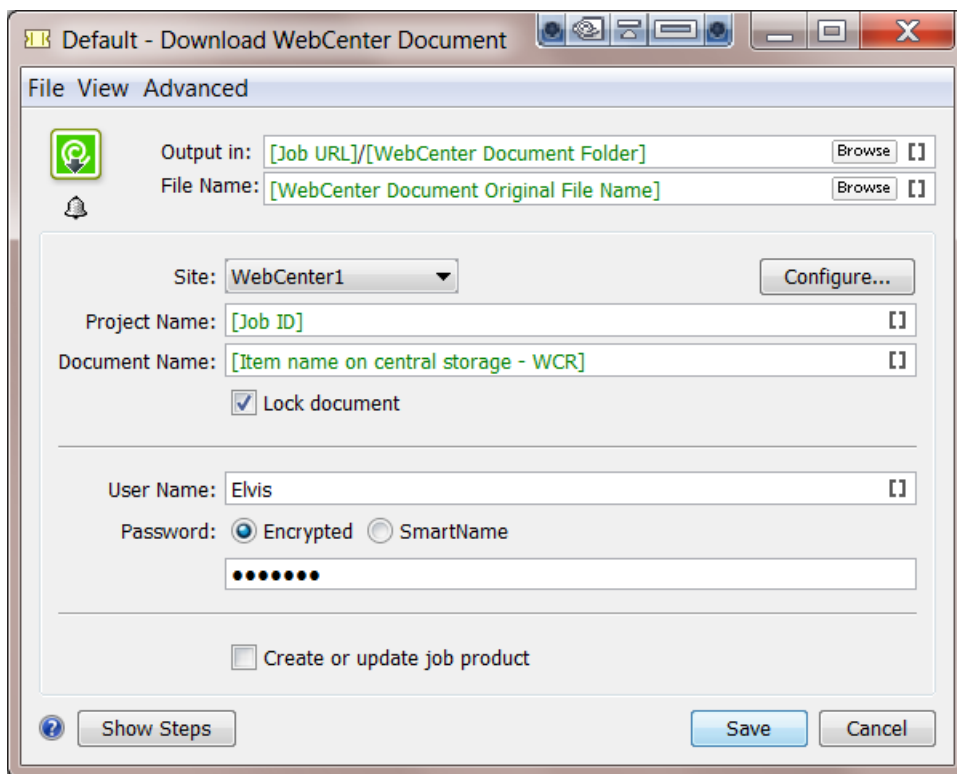 Default - Download WebCenter Document
File View Advanced
Output in: [Job URL]/[WebCenter Document Folder] Browse []
File Name: [WebCenter Document Original File Name] Browse []
Site: WebCenter1 Configure...
Project Name: [Job ID] []
Document Name: [Item name on central storage - WCR] []
Lock document
User Name: Elvis []
Password: Encrypted SmartName
•••••••
Create or update job product
? Show Steps Save Cancel